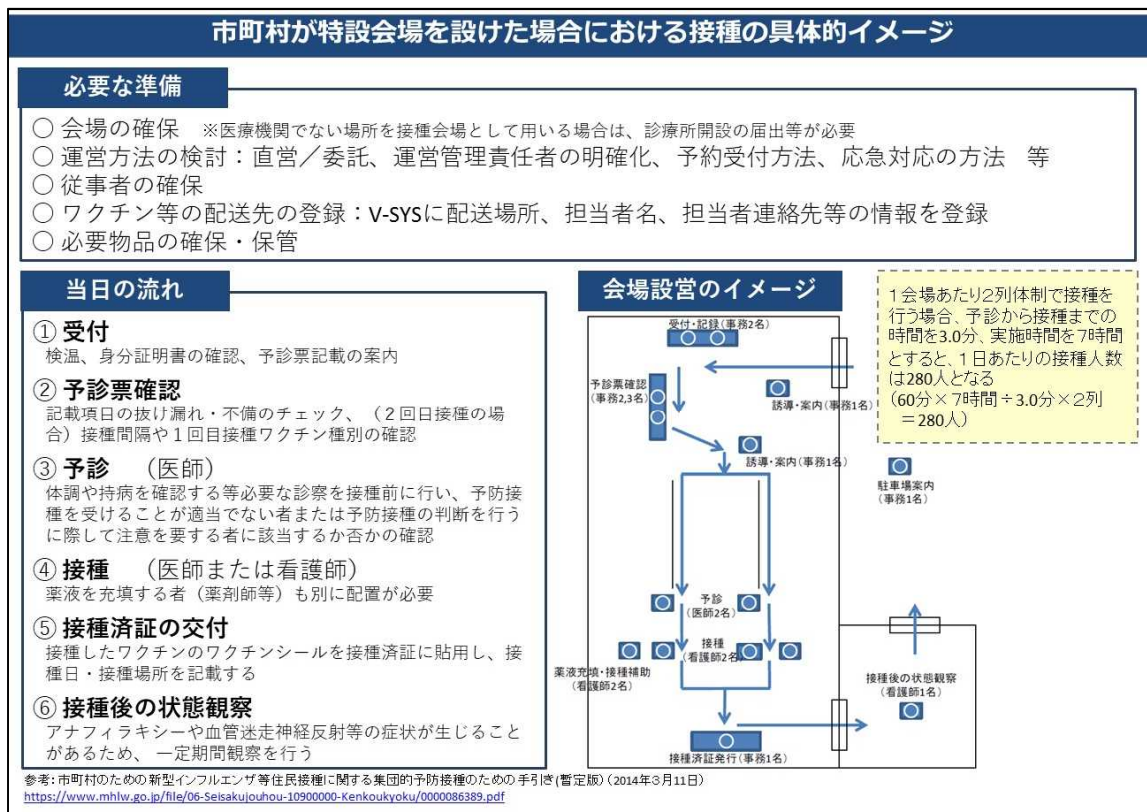 市町村が特設会場を設けた場合における接種の具体的イメージ
必要な準備
○ 会場の確保 ※医療機関でない場所を接種会場として用いる場合は、診療所開設の届出等が必要
○ 運営方法の検討：直営／委託、運営管理責任者の明確化、予約受付方法、応急対応の方法　等
○ 従事者の確保
○ ワクチン等の配送先の登録：V-SYSに配送場所、担当者名、担当者連絡先等の情報を登録
○ 必要物品の確保・保管
当日の流れ
① 受付
検温、身分証明書の確認、予診票記載の案内
② 予診票確認
記載項目の抜け漏れ・不備のチェック、（２回目接種の場
合）接種間隔や１回目接種ワクチン種別の確認
③ 予診　（医師）
体調や持病を確認する等必要な診察を接種前に行い、予防接
種を受けることが適当でない者または予防接種の判断を行う
に際して注意を要する者に該当するか否かの確認
④ 接種　（医師または看護師）
薬液を充填する者（薬剤師等）も別に配置が必要
⑤ 接種済証の交付
接種したワクチンのワクチンシールを接種済証に貼用し、接
種日・接種場所を記載する
⑥ 接種後の状態観察
アナフィラキシーや血管迷走神経反射等の症状が生じること
があるため、一定期間観察を行う
会場設営のイメージ
受付・記録（事務2名）
予診票確認
（事務2,3名）
誘導・案内（事務1名）
誘導・案内（事務1名）
駐車場案内
（事務1名）
予診
（医師2名）
接種
（看護師2名）
薬液充填・接種補助
（看護師2名）
接種後の状態観察
（看護師1名）
接種済証発行（事務1名）
１会場あたり２列体制で接種を
行う場合、予診から接種までの
時間を3.0分、実施時間を７時間
とすると、１日あたりの接種人数
は280人となる
（60分×７時間÷3.0分×２列
＝280人）
参考：市町村のための新型インフルエンザ等住民接種に関する集団的予防接種のための手引き（暫定版）（2014年３月11日）
https://www.mhlw.go.jp/file/06-Seisakujouhou-10900000-Kenkoukyoku/0000086389.pdf